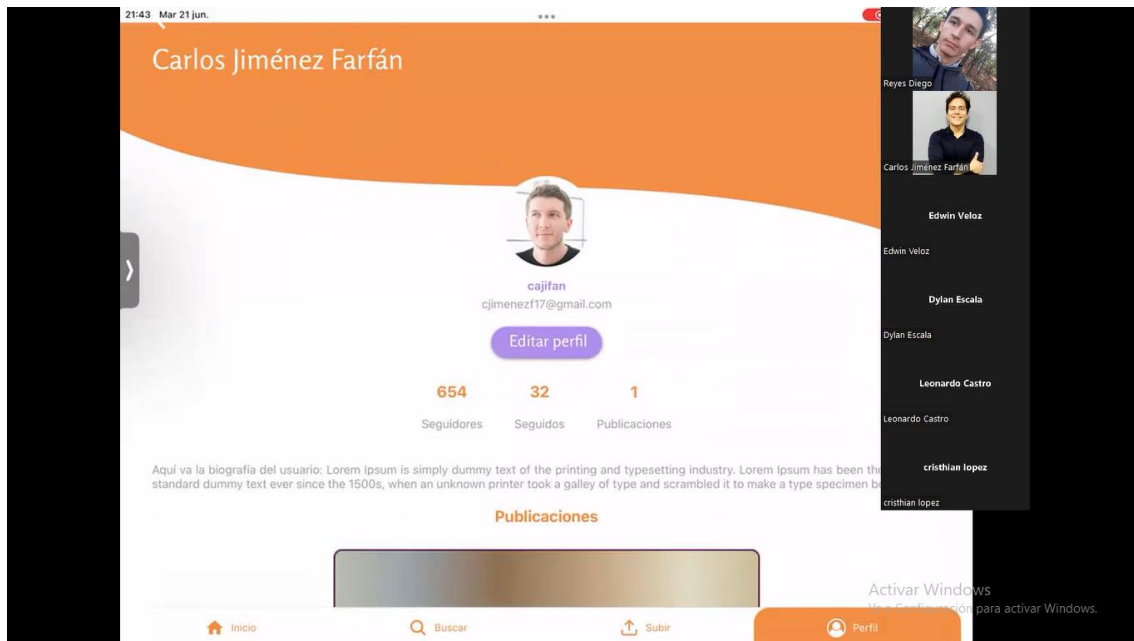 21:43 Mar 21 jun.
Carlos Jiménez Farfán
cajifan
cjimenezf17@gmail.com
Editar perfil
654 32 1
Seguidores Seguidos Publicaciones
Aquí va la biografía del usuario: Lorem Ipsum is simply dummy text of the printing and typesetting industry. Lorem Ipsum has been the
standard dummy text ever since the 1500s, when an unknown printer took a galley of type and scrambled it to make a type specimen
Publicaciones
Inicio Buscar Subir Perfil
Reyes Diego
Carlos Jiménez Farfán
Edwin Veloz
Edwin Veloz
Dylan Escala
Dylan Escala
Leonardo Castro
Leonardo Castro
cristhian lopez
cristhian lopez
Activar Windows
para activar Windows.